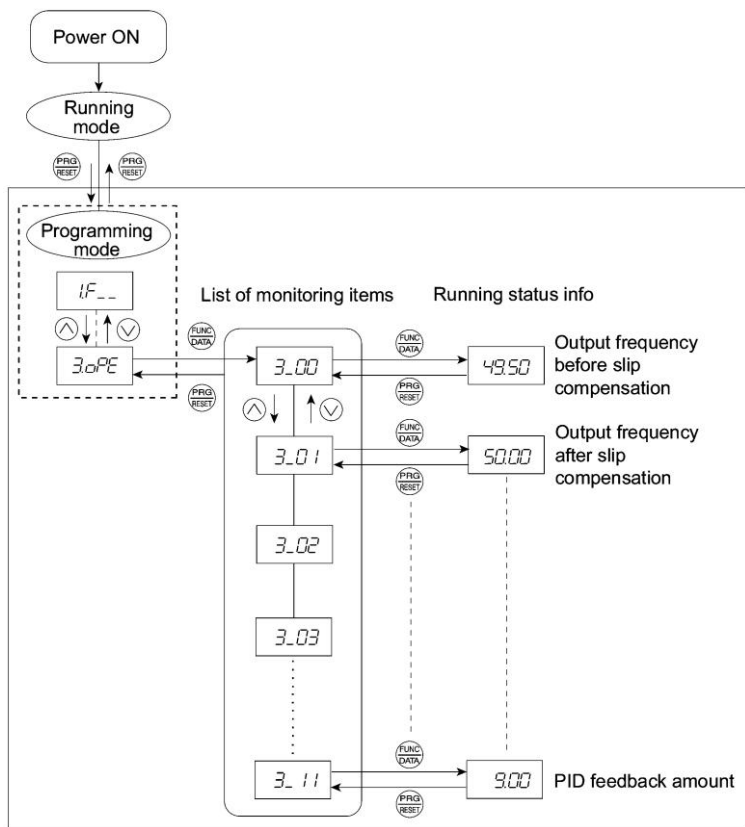 Power ON
Running
mode
PRG
RESET
PRG
RESET
Programming
mode
1.F_ _
3.oPE
List of monitoring items
Running status info
FUNC
DATA
PRG
RESET
3_00
FUNC
DATA
PRG
RESET
49.50
Output frequency
before slip
compensation
3_01
FUNC
DATA
PRG
RESET
50.00
Output frequency
after slip
compensation
3_02
3_03
3_11
FUNC
DATA
PRG
RESET
9.00
PID feedback amount